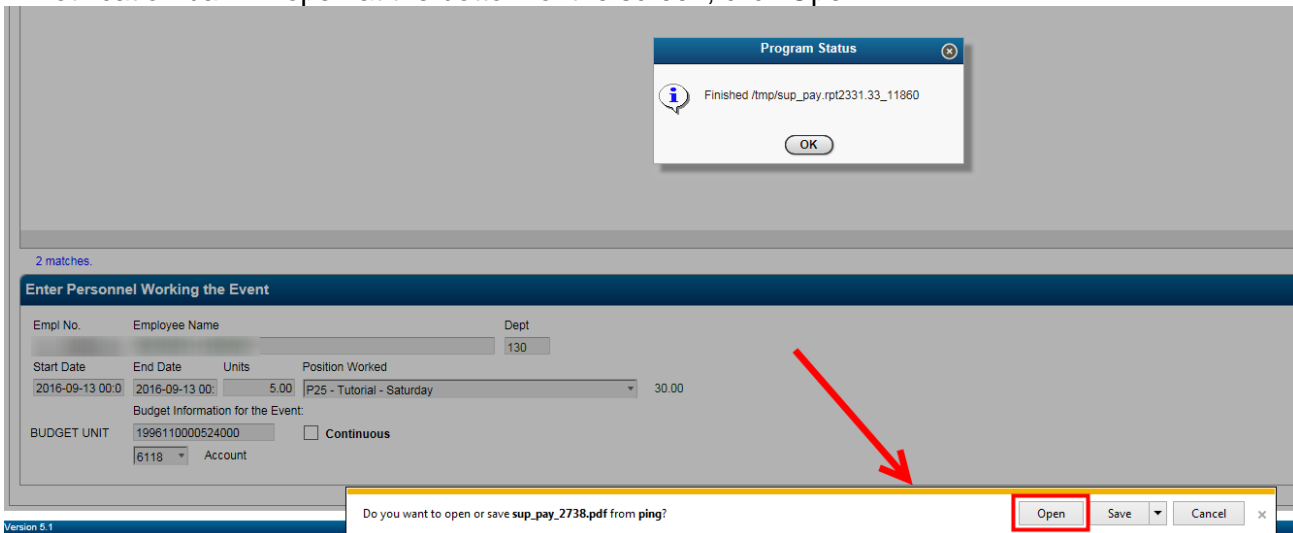 Program Status
Finished /tmp/sup_pay.rpt2331.33_11860
OK
2 matches.
Enter Personnel Working the Event
Empl No. Employee Name Dept
130
Start Date End Date Units Position Worked
2016-09-13 00:0 2016-09-13 00: 5.00 P25 - Tutorial - Saturday 30.00
Budget Information for the Event:
BUDGET UNIT 1996110000524000 Continuous
6118 Account
Do you want to open or save sup_pay_2738.pdf from ping? Open Save Cancel
Version 5.1